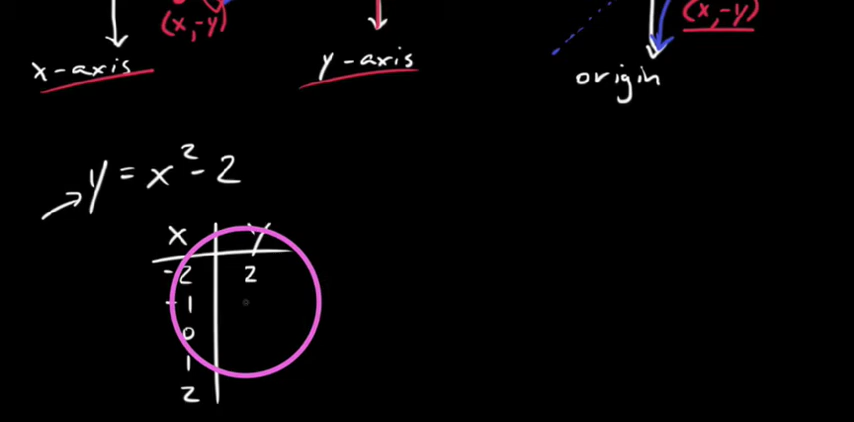 (x,-y)
(x,-y)
x-axis
y-axis
origin
y = x² - 2
x y
-2 2
-1
0
1
2